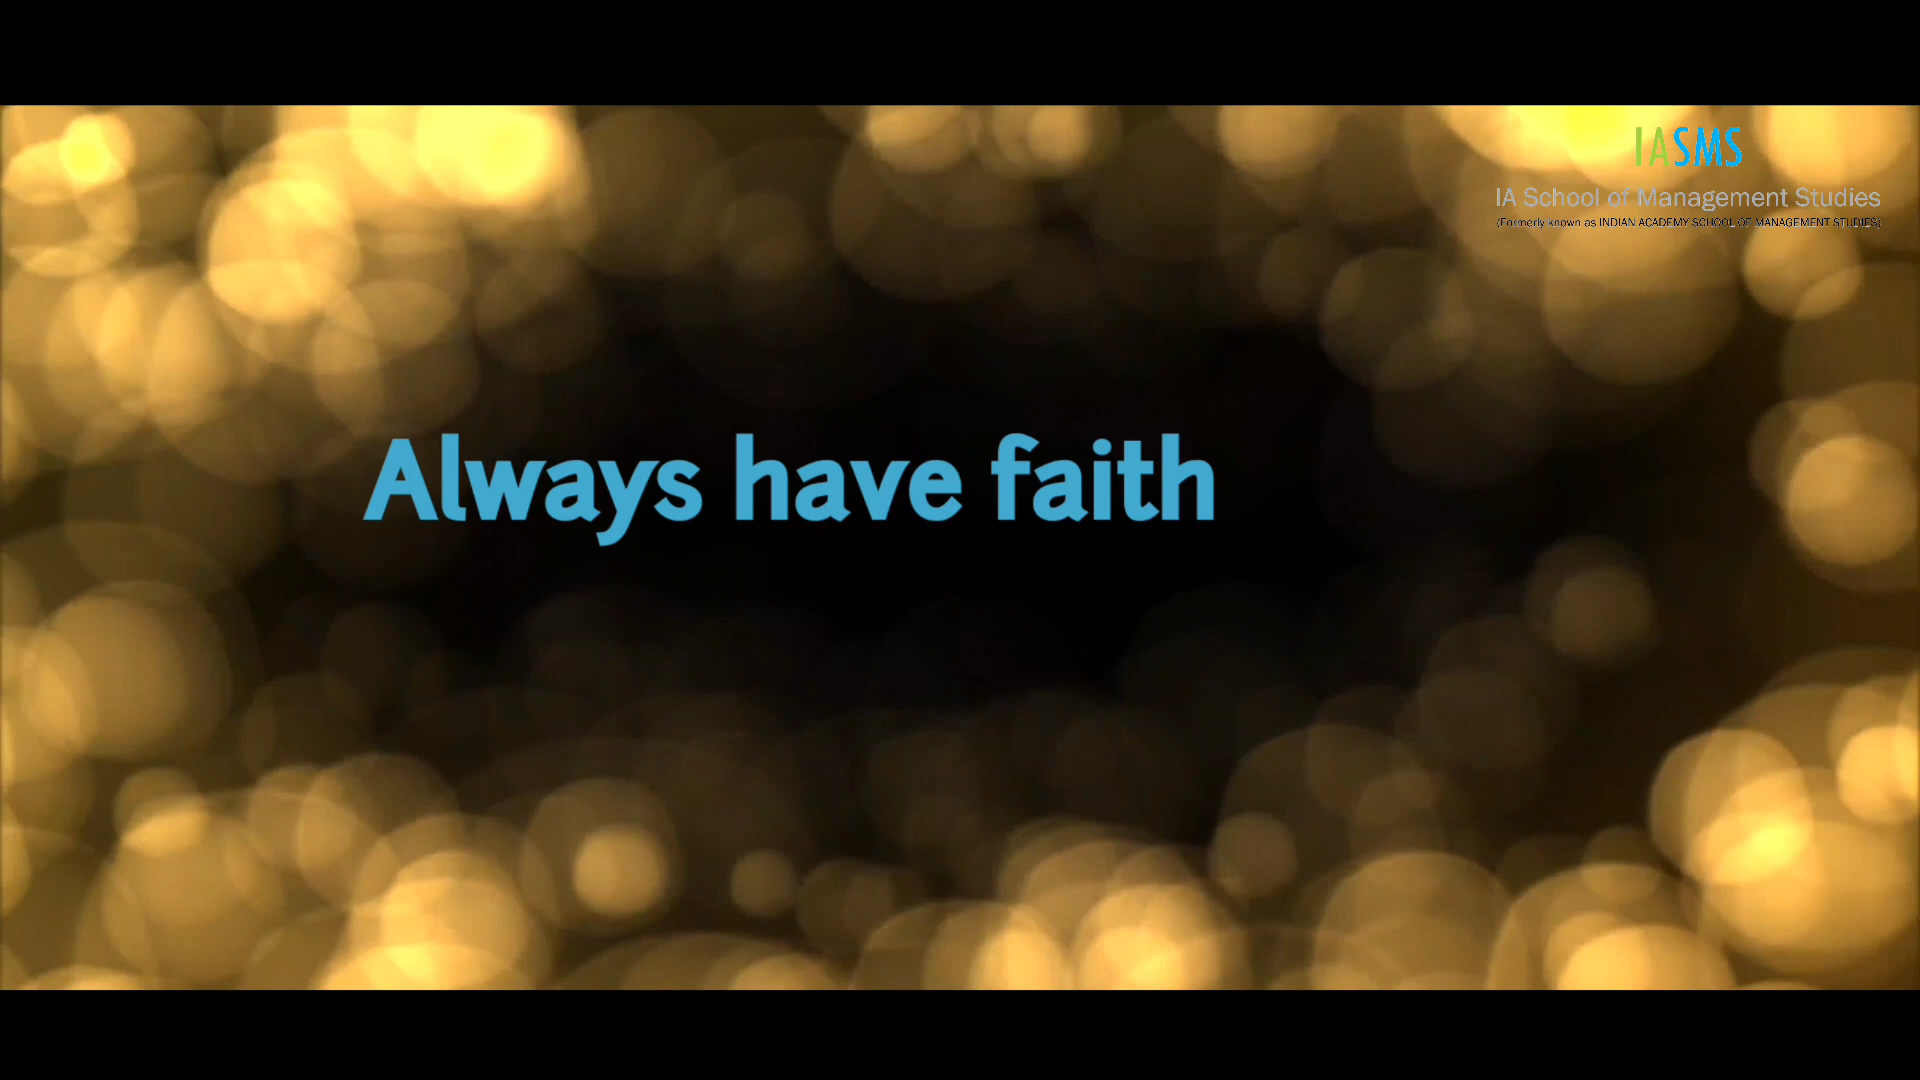 IASMS
IA School of Management Studies
(Formerly known as INDIAN ACADEMY SCHOOL OF MANAGEMENT STUDIES)
Always have faith